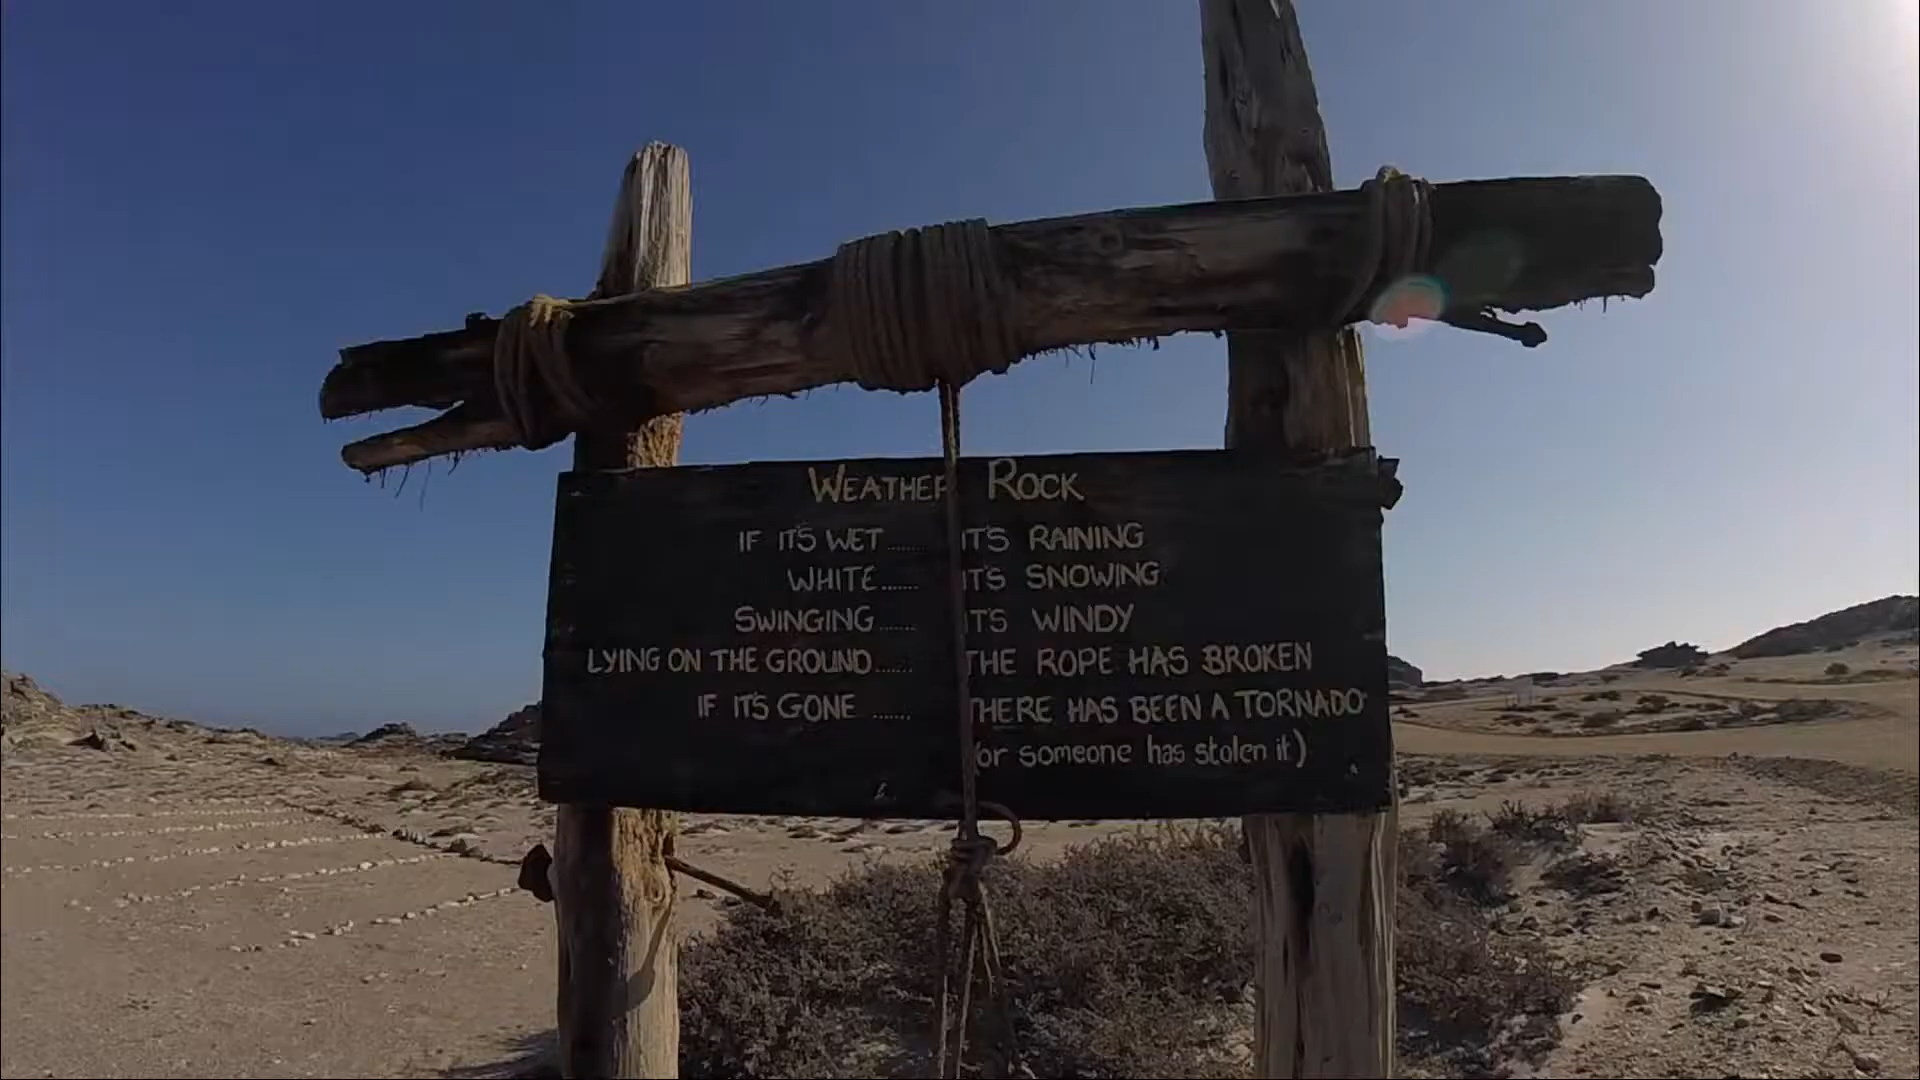 WEATHER ROCK
IF IT'S WET ....... IT'S RAINING
WHITE ...... IT'S SNOWING
SWINGING ...... IT'S WINDY
LYING ON THE GROUND ...... THE ROPE HAS BROKEN
IF IT'S GONE ...... THERE HAS BEEN A TORNADO
(or someone has stolen it)